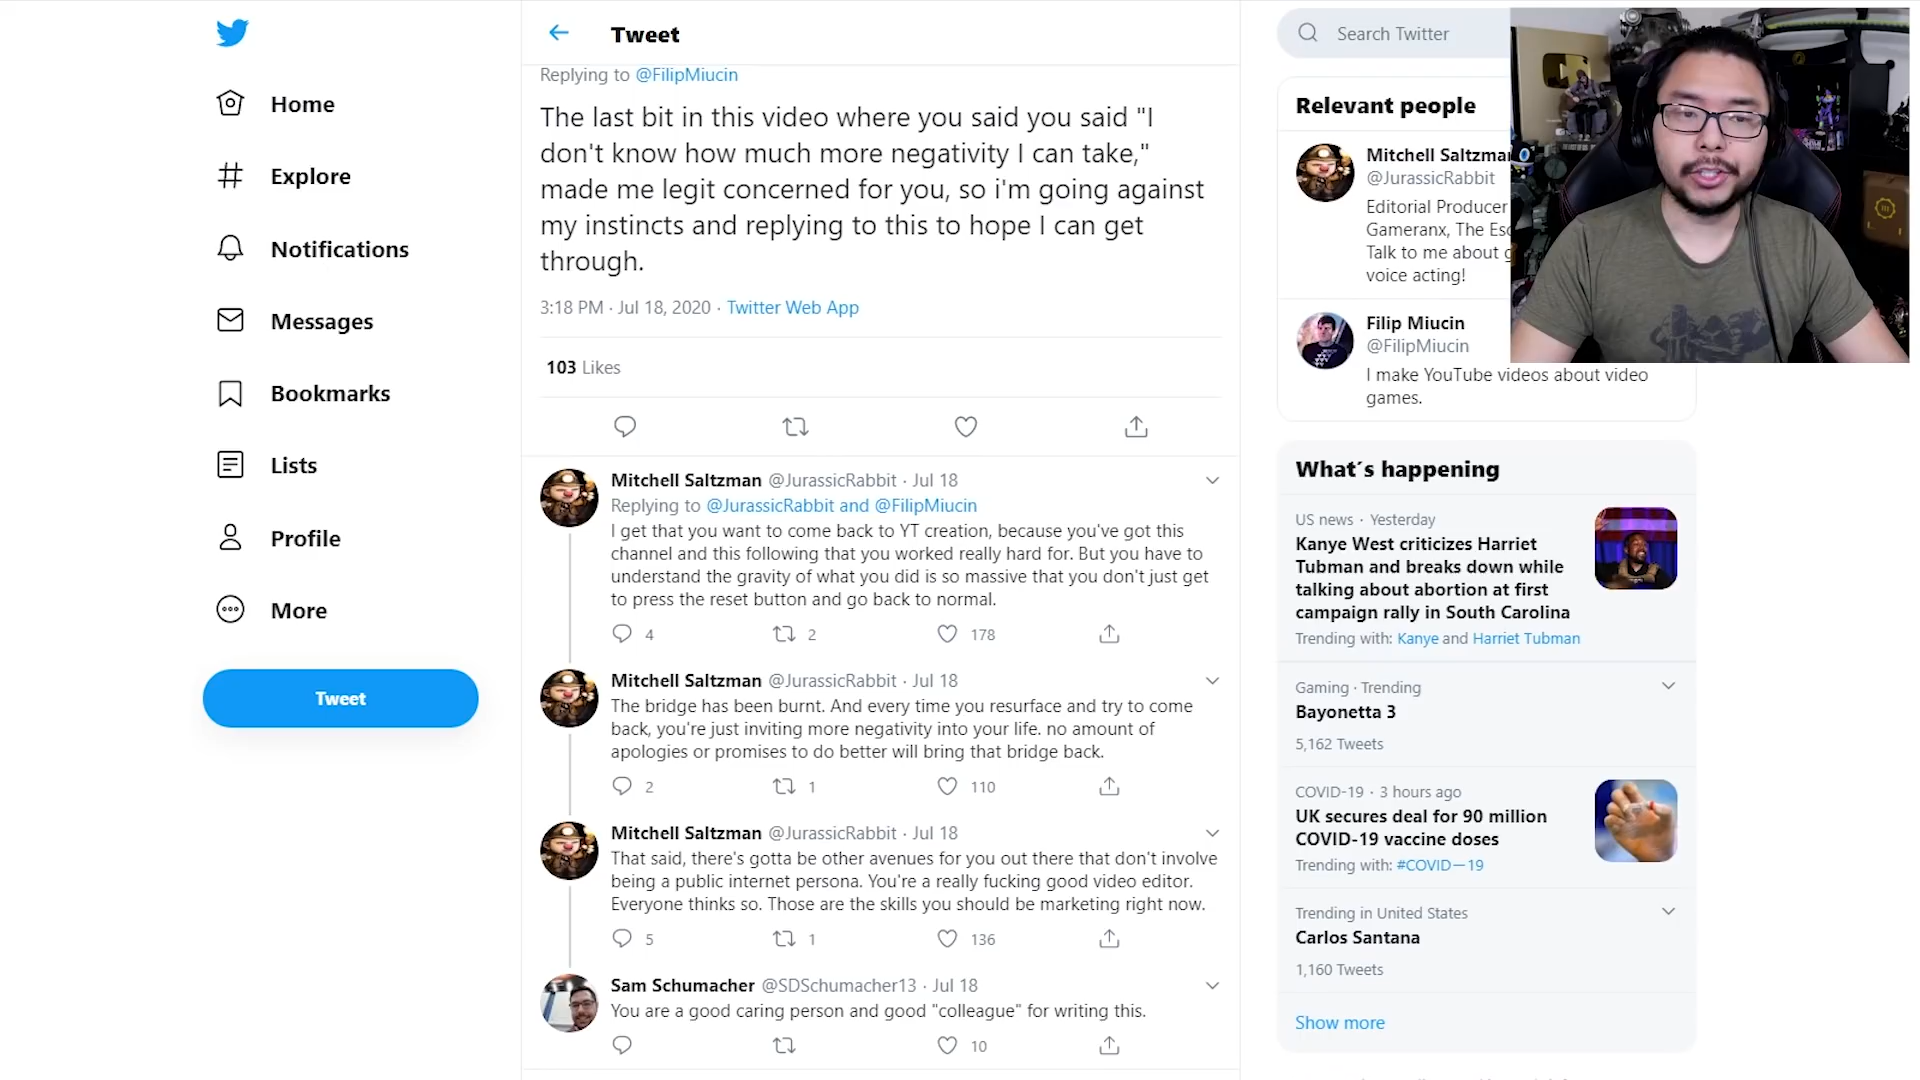 Home
Explore
Notifications
Messages
Bookmarks
Lists
Profile
More
Tweet
Tweet
Replying to @FilipMiucin
The last bit in this video where you said you said "I
don't know how much more negativity I can take,"
made me legit concerned for you, so i'm going against
my instincts and replying to this to hope I can get
through.
3:18 PM · Jul 18, 2020 · Twitter Web App
103 Likes
Mitchell Saltzman @JurassicRabbit · Jul 18
Replying to @JurassicRabbit and @FilipMiucin
I get that you want to come back to YT creation, because you've got this
channel and this following that you worked really hard for. But you have to
understand the gravity of what you did is so massive that you don't just get
to press the reset button and go back to normal.
4 2 178
Mitchell Saltzman @JurassicRabbit · Jul 18
The bridge has been burnt. And every time you resurface and try to come
back, you're just inviting more negativity into your life. no amount of
apologies or promises to do better will bring that bridge back.
2 1 110
Mitchell Saltzman @JurassicRabbit · Jul 18
That said, there's gotta be other avenues for you out there that don't involve
being a public internet persona. You're a really fucking good video editor.
Everyone thinks so. Those are the skills you should be marketing right now.
5 1 136
Sam Schumacher @SDSchumacher13 · Jul 18
You are a good caring person and good "colleague" for writing this.
10
Search Twitter
Relevant people
Mitchell Saltzma
@JurassicRabbit
Editorial Producer
Gameranx, The Esc
Talk to me about g
voice acting!
Filip Miucin
@FilipMiucin
I make YouTube videos about video
games.
What´s happening
US news · Yesterday
Kanye West criticizes Harriet
Tubman and breaks down while
talking about abortion at first
campaign rally in South Carolina
Trending with: Kanye and Harriet Tubman
Gaming · Trending
Bayonetta 3
5,162 Tweets
COVID-19 · 3 hours ago
UK secures deal for 90 million
COVID-19 vaccine doses
Trending with: #COVID—19
Trending in United States
Carlos Santana
1,160 Tweets
Show more